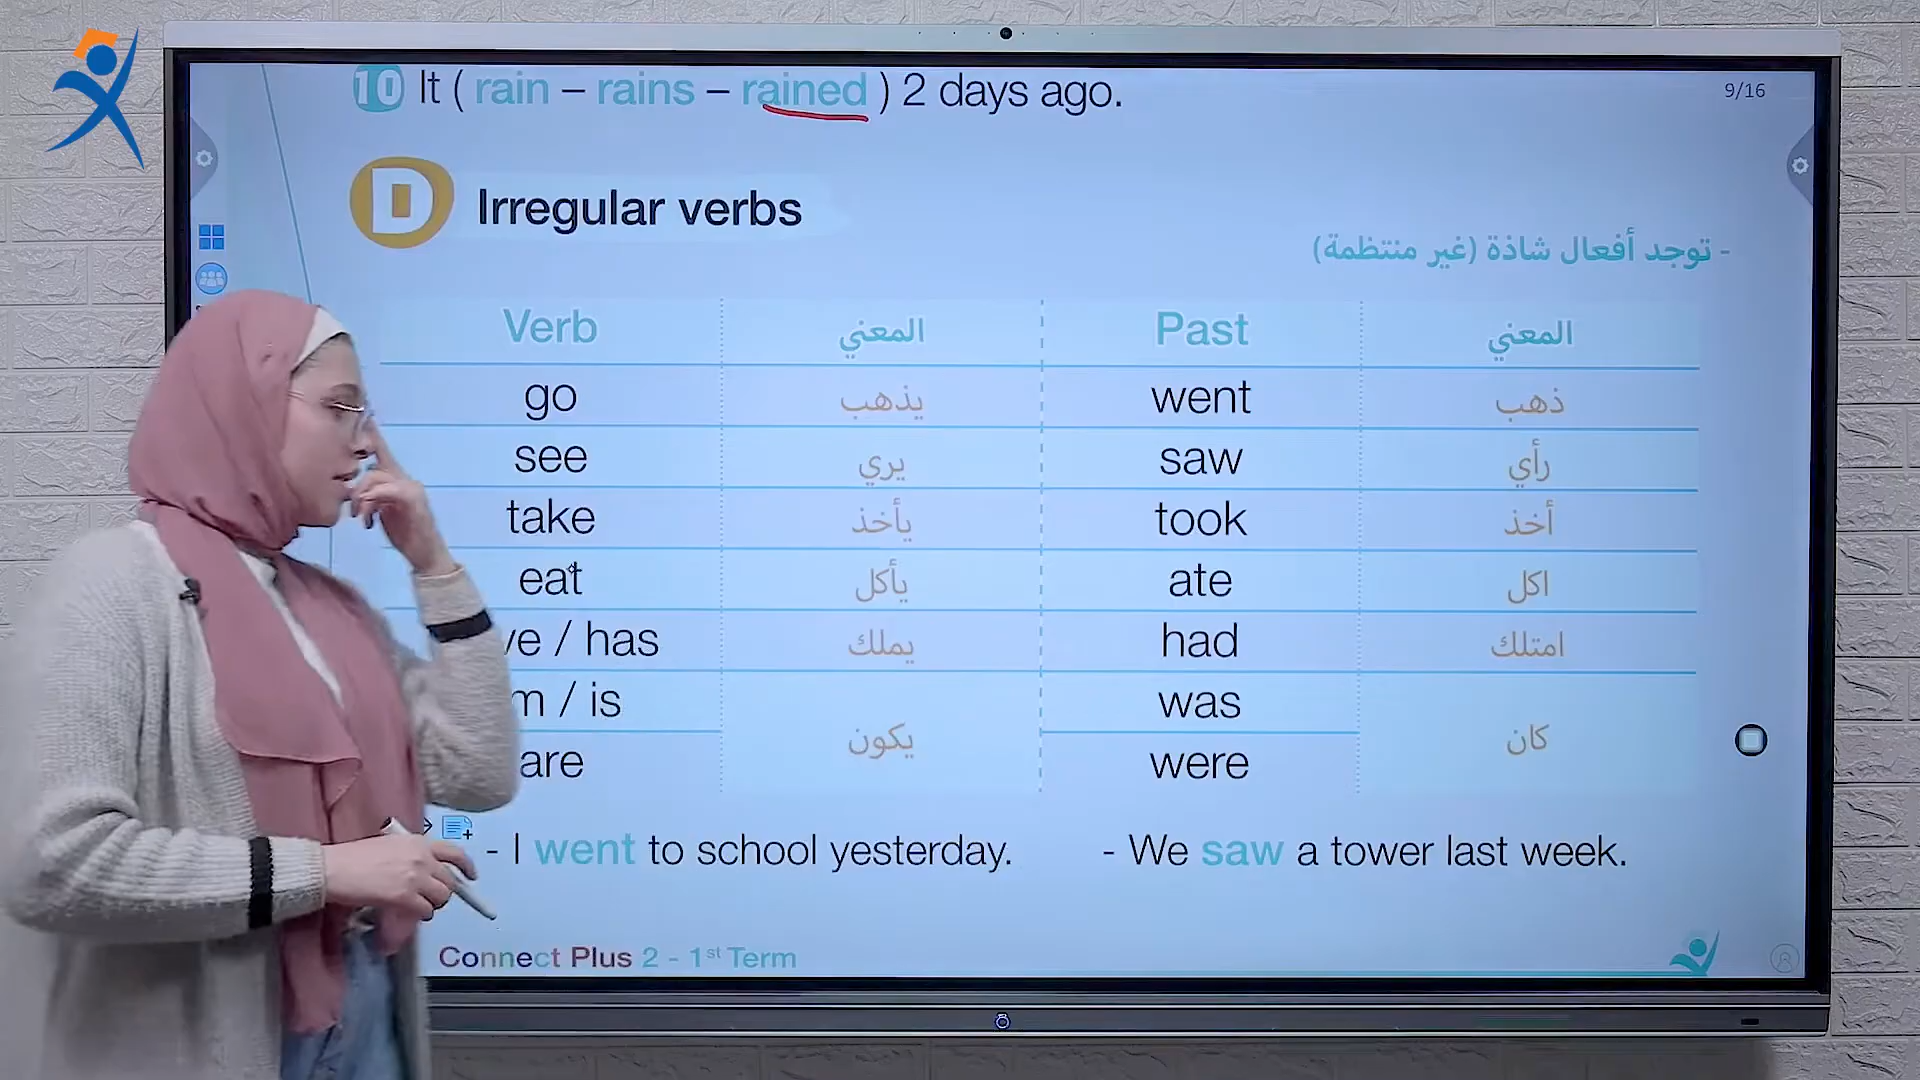 10 It ( rain – rains – rained ) 2 days ago.
9/16
D Irregular verbs
- توجد أفعال شاذة (غير منتظمة)
Verb المعني Past المعني
go يذهب went ذهب
see يري saw رأي
take يأخذ took أخذ
eat يأكل ate اكل
ve / has يملك had امتلك
m / is يكون was كان
are were
- I went to school yesterday. - We saw a tower last week.
Connect Plus 2 - 1st Term